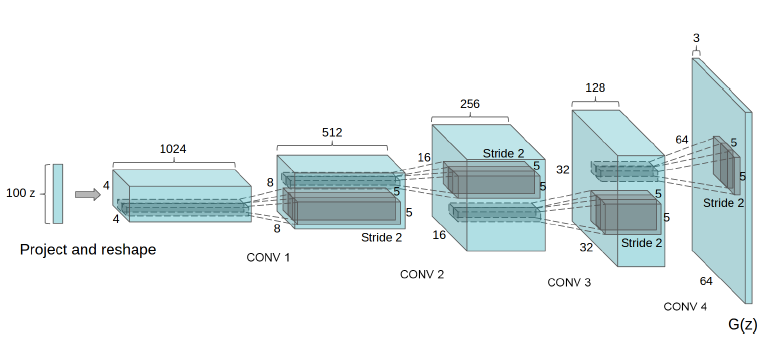 100 z
Project and reshape
1024
4
4
CONV 1
512
8
8
5
5
Stride 2
CONV 2
256
16
16
Stride 2
5
5
CONV 3
128
32
32
5
5
Stride 2
CONV 4
3
64
64
5
5
Stride 2
G(z)